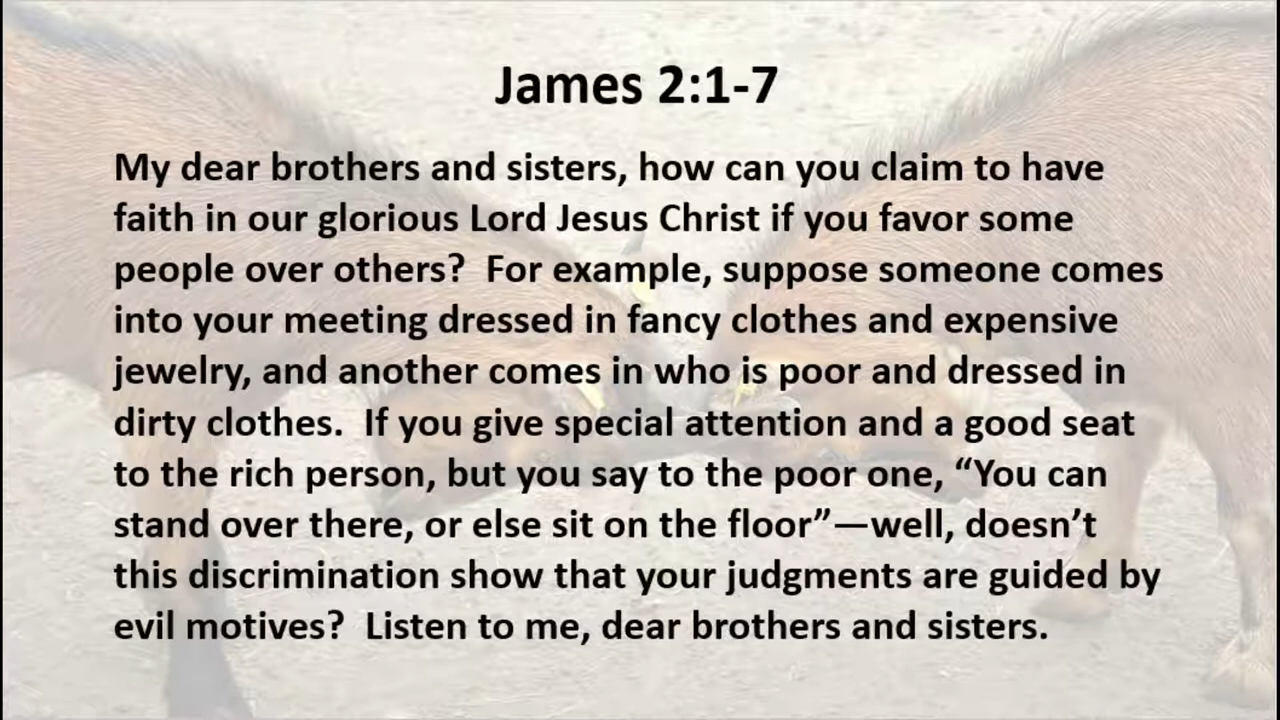 James 2:1-7
My dear brothers and sisters, how can you claim to have
faith in our glorious Lord Jesus Christ if you favor some
people over others?  For example, suppose someone comes
into your meeting dressed in fancy clothes and expensive
jewelry, and another comes in who is poor and dressed in
dirty clothes.  If you give special attention and a good seat
to the rich person, but you say to the poor one, “You can
stand over there, or else sit on the floor”—well, doesn’t
this discrimination show that your judgments are guided by
evil motives?  Listen to me, dear brothers and sisters.